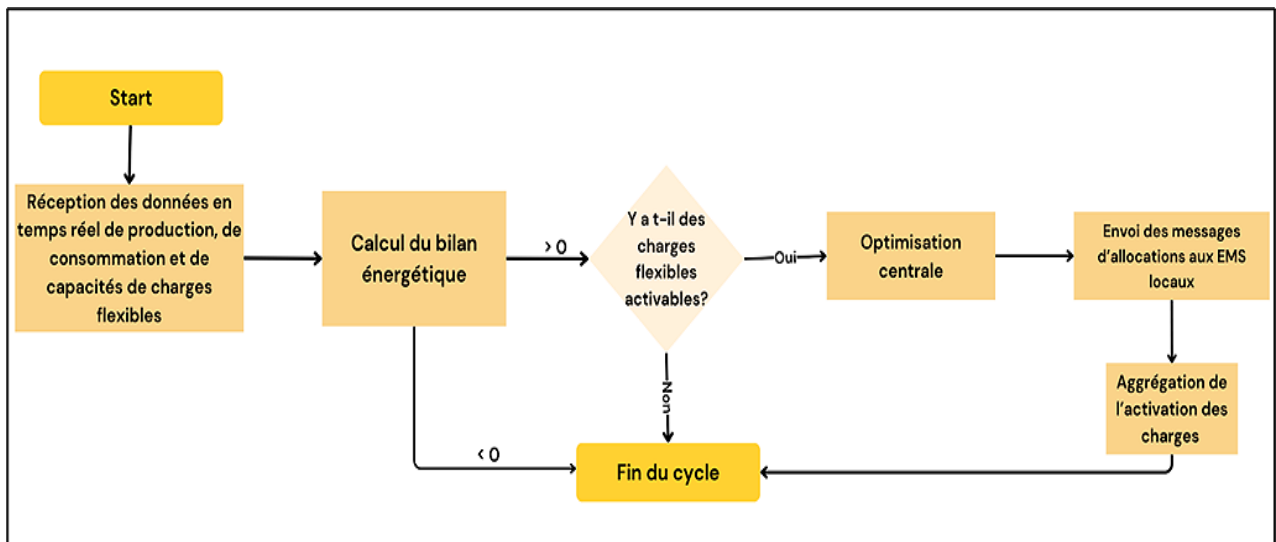 Start
Réception des données en
temps réel de production, de
consommation et de
capacités de charges
flexibles
Calcul du bilan
énergétique
> 0
< 0
Y a t-il des
charges
flexibles
activables?
Oui
Non
Optimisation
centrale
Envoi des messages
d'allocations aux EMS
locaux
Aggrégation de
l'activation des
charges
Fin du cycle